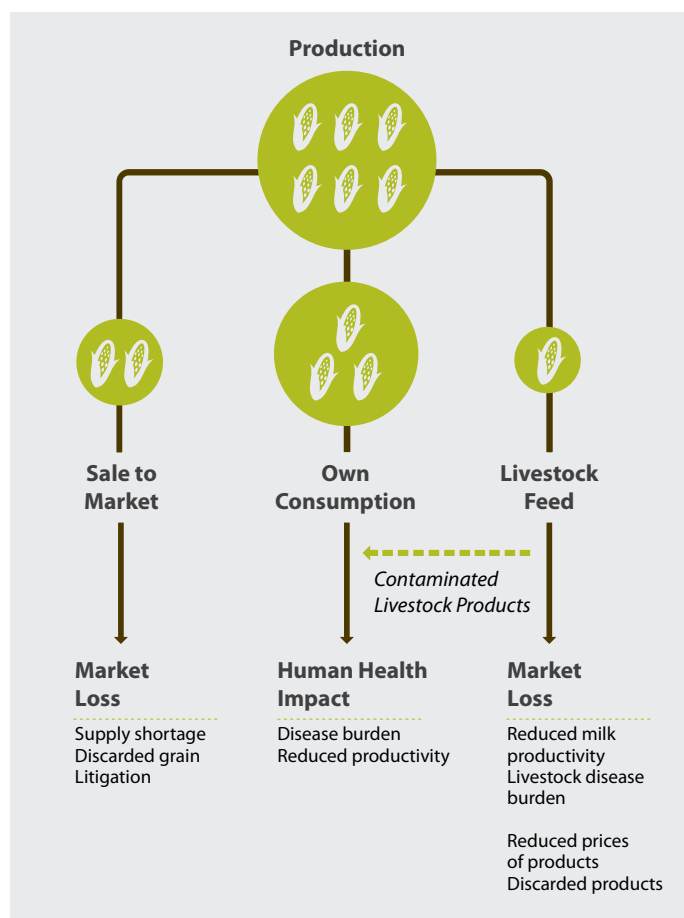 Production
Sale to
Market
Own
Consumption
Livestock
Feed
Contaminated
Livestock Products
Market
Loss
Supply shortage
Discarded grain
Litigation
Human Health
Impact
Disease burden
Reduced productivity
Market
Loss
Reduced milk
productivity
Livestock disease
burden
Reduced prices
of products
Discarded products